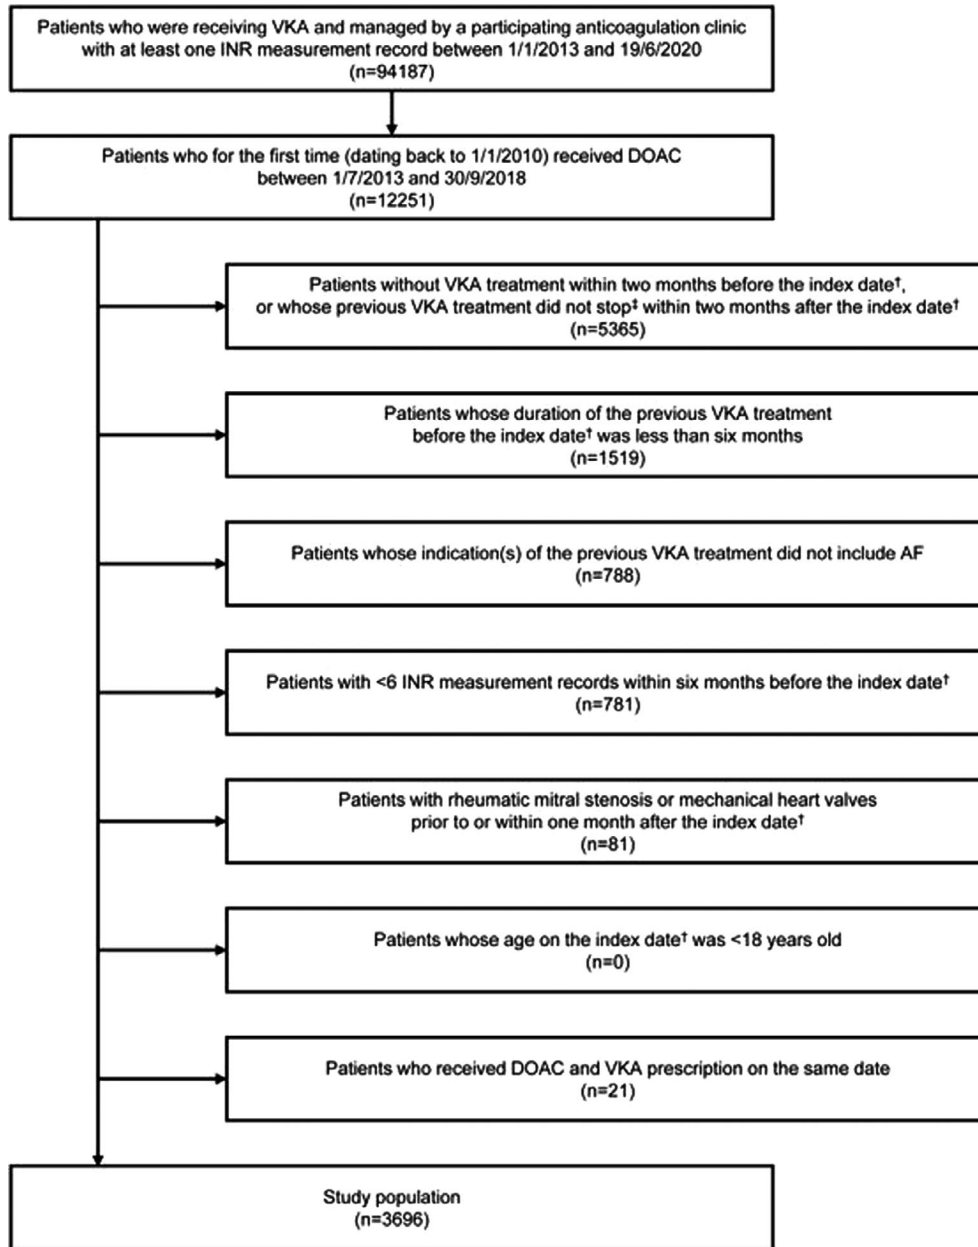 Patients who were receiving VKA and managed by a participating anticoagulation clinic
with at least one INR measurement record between 1/1/2013 and 19/6/2020
(n=94187)
Patients who for the first time (dating back to 1/1/2010) received DOAC
between 1/7/2013 and 30/9/2018
(n=12251)
Patients without VKA treatment within two months before the index date†,
or whose previous VKA treatment did not stop‡ within two months after the index date†
(n=5365)
Patients whose duration of the previous VKA treatment
before the index date† was less than six months
(n=1519)
Patients whose indication(s) of the previous VKA treatment did not include AF
(n=788)
Patients with <6 INR measurement records within six months before the index date†
(n=781)
Patients with rheumatic mitral stenosis or mechanical heart valves
prior to or within one month after the index date†
(n=81)
Patients whose age on the index date† was <18 years old
(n=0)
Patients who received DOAC and VKA prescription on the same date
(n=21)
Study population
(n=3696)